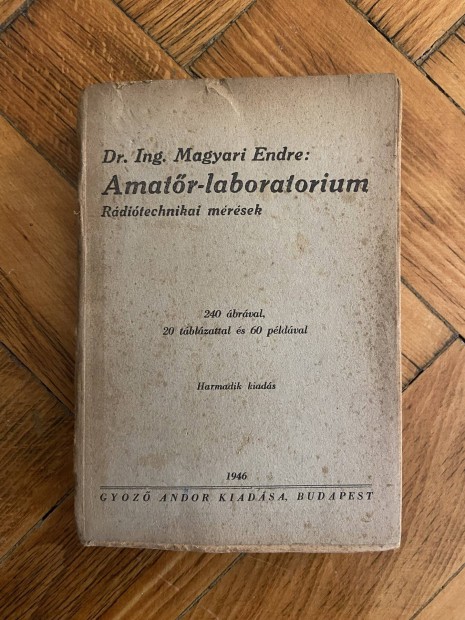 Dr. Ing. Magyari Endre:
Amatőr-laboratorium
Rádiótechnikai mérések
240 ábrával,
20 táblázattal és 60 példával
Harmadik kiadás
1946
GYOZŐ ANDOR KIADÁSA, BUDAPEST